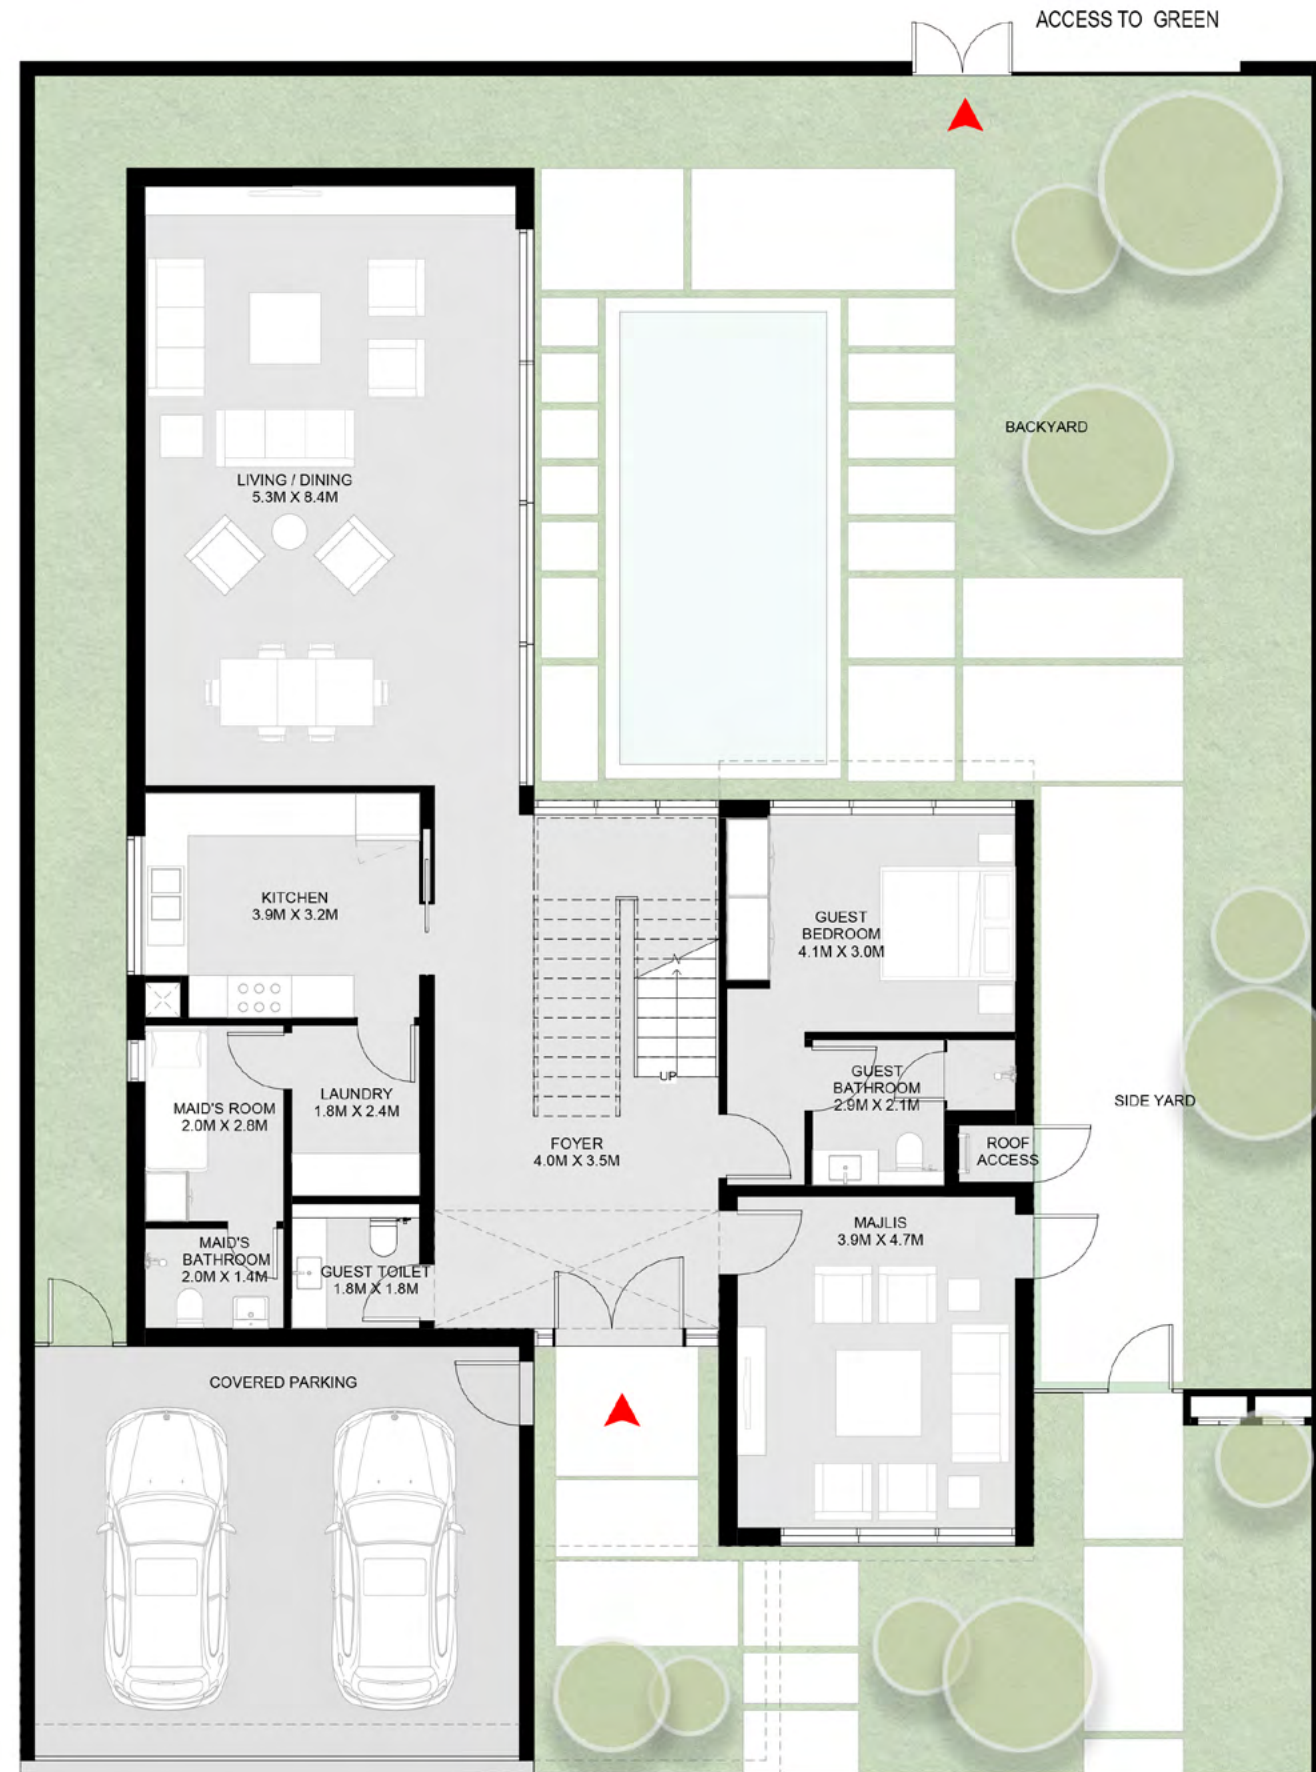 ACCESS TO GREEN
BACKYARD
LIVING / DINING
5.3M X 8.4M
KITCHEN
3.9M X 3.2M
GUEST
BEDROOM
4.1M X 3.0M
UP
GUEST
BATHROOM
2.9M X 2.1M
LAUNDRY
1.8M X 2.4M
MAID'S ROOM
2.0M X 2.8M
SIDE YARD
FOYER
4.0M X 3.5M
ROOF
ACCESS
MAJLIS
3.9M X 4.7M
MAID'S
BATHROOM
2.0M X 1.4M
GUEST TOILET
1.8M X 1.8M
COVERED PARKING